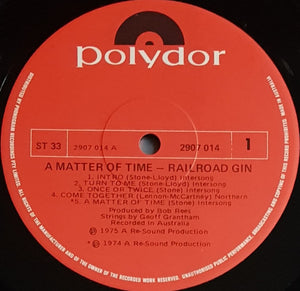 polydor
ST 33
2907 014 A
2907 014
1
A MATTER OF TIME – RAILROAD GIN
1. INTRO (Stone-Lloyd) Intersong
2. TURN TO ME (Stone-Lloyd) Intersong
3. ONCE OR TWICE (Stone) Intersong
4. COME TOGETHER (Lennon-McCartney) Northern
*5. A MATTER OF TIME (Stone) Intersong
Produced by Bob Rees
Strings by Geoff Grantham
Recorded in Australia
℗ 1975 A Re-Sound Production
*℗ 1974 A Re-Sound Production